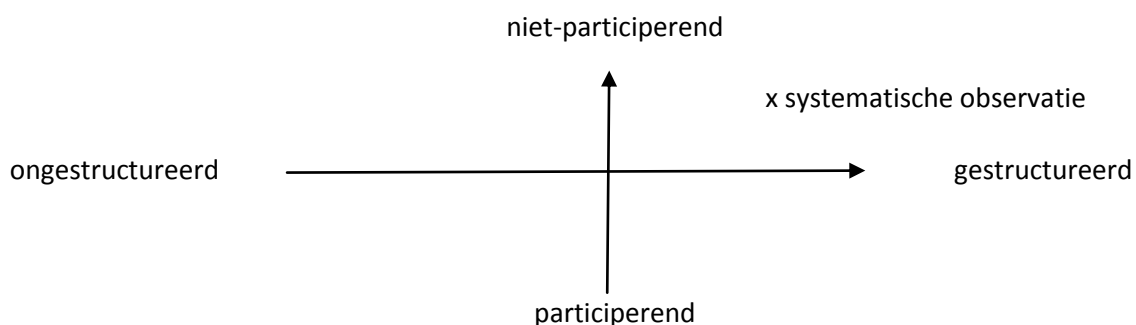 niet-participerend
x systematische observatie
ongestructureerd
gestructureerd
participerend